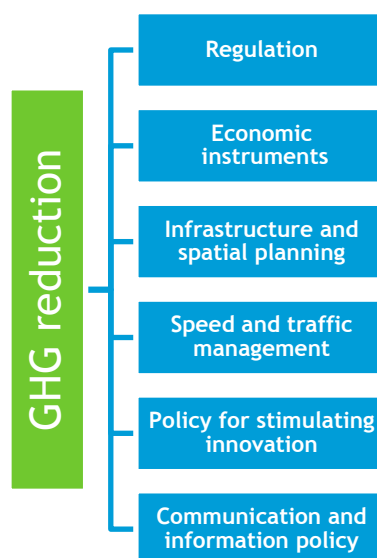 GHG reduction
Regulation
Economic
instruments
Infrastructure and
spatial planning
Speed and traffic
management
Policy for stimulating
innovation
Communication and
information policy